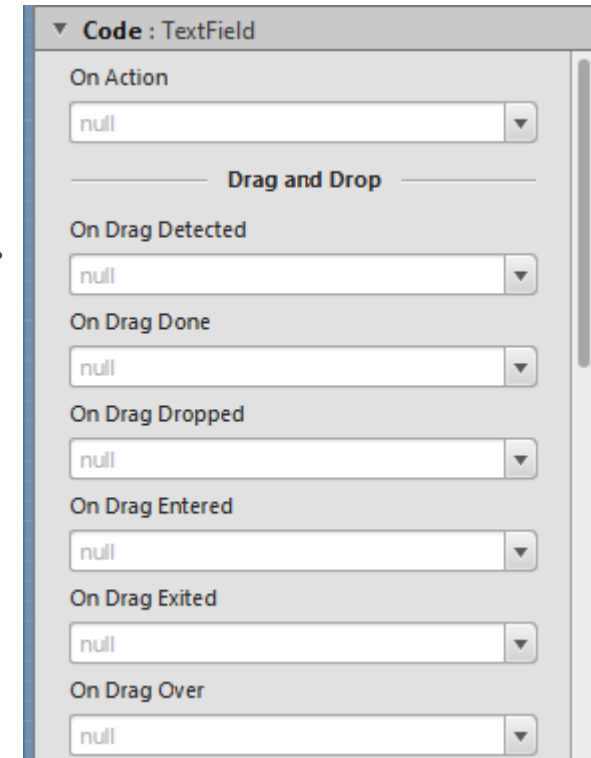 Code : TextField
On Action
null
Drag and Drop
On Drag Detected
null
On Drag Done
null
On Drag Dropped
null
On Drag Entered
null
On Drag Exited
null
On Drag Over
null